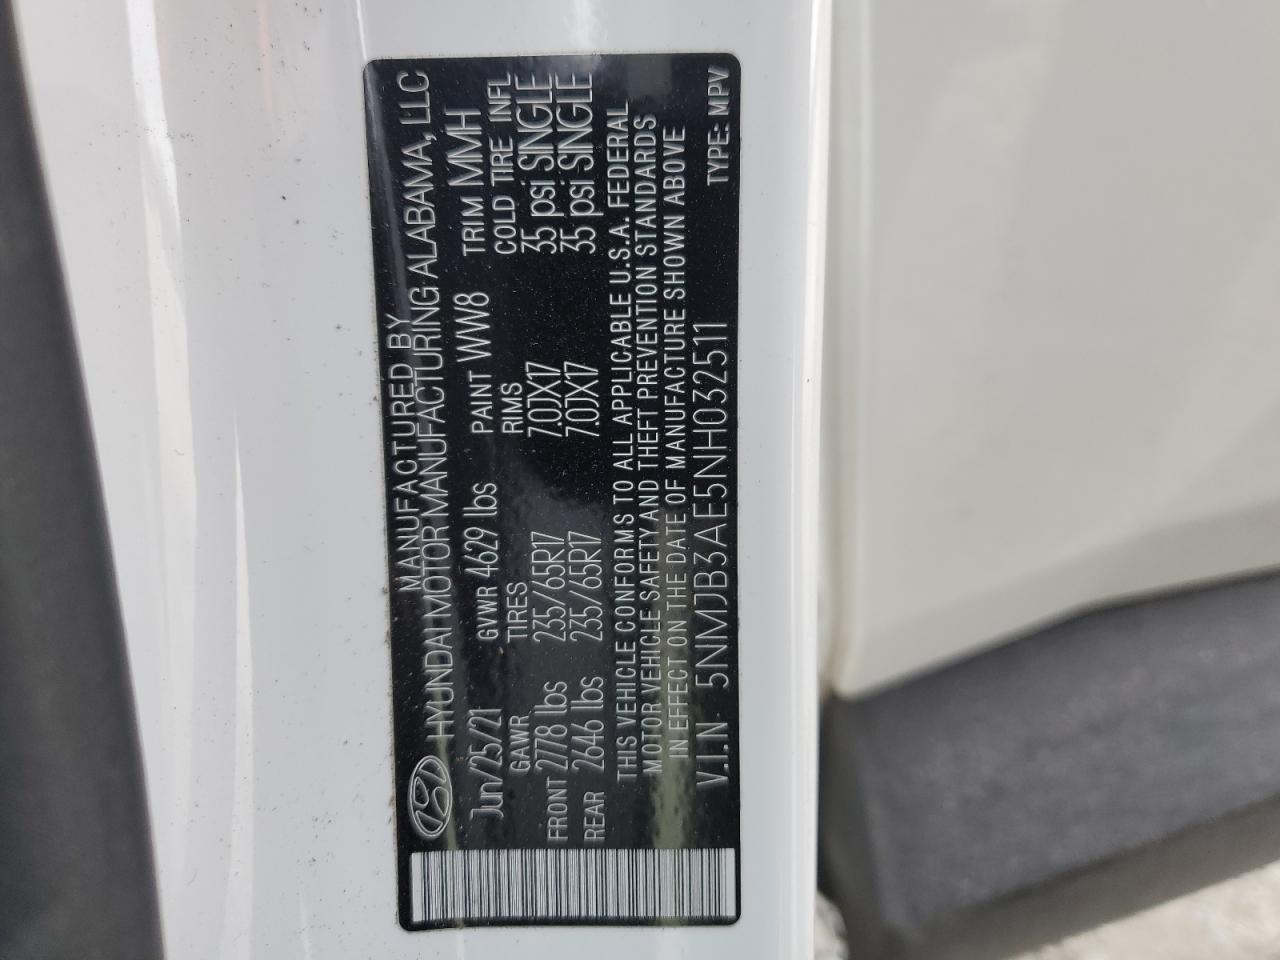 MANUFACTURED BY
HYUNDAI MOTOR MANUFACTURING ALABAMA, LLC
Jun/25/21 GVWR 4629 lbs PAINT WW8 TRIM MMH
GAWR TIRES RIMS COLD TIRE INFL
FRONT 2778 lbs 235/65R17 7.0JX17 35 psi SINGLE
REAR 2646 lbs 235/65R17 7.0JX17 35 psi SINGLE
THIS VEHICLE CONFORMS TO ALL APPLICABLE U.S.A. FEDERAL
MOTOR VEHICLE SAFETY AND THEFT PREVENTION STANDARDS
IN EFFECT ON THE DATE OF MANUFACTURE SHOWN ABOVE
V.I.N 5NMJB3AE5NH032511 TYPE: MPV